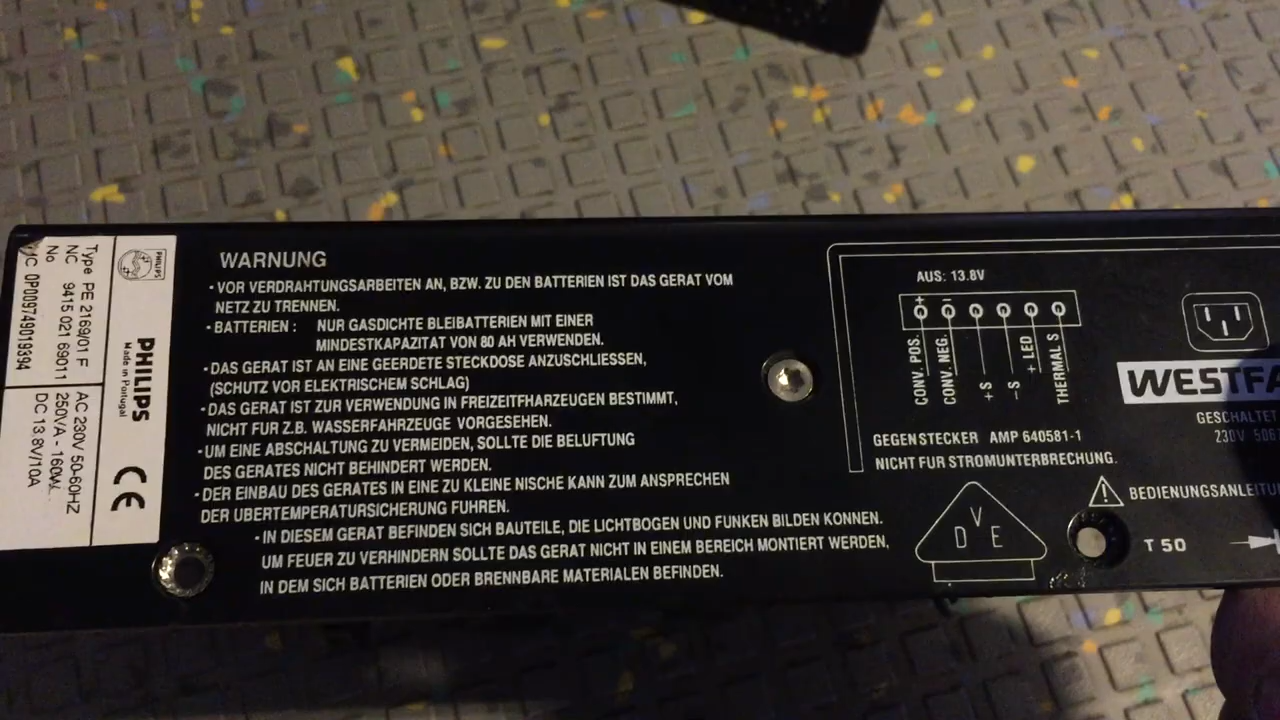 PHILIPS
PHILIPS
Made in Portugal
CE
Type PE 2169/01 F
NC 9415 021 69011
No
0P009749019394
AC 230V 50-60HZ
250VA - 160W
DC 13.8V/10A
WARNUNG
• VOR VERDRAHTUNGSARBEITEN AN, BZW. ZU DEN BATTERIEN IST DAS GERAT VOM
NETZ ZU TRENNEN.
• BATTERIEN : NUR GASDICHTE BLEIBATTERIEN MIT EINER
MINDESTKAPAZITAT VON 80 AH VERWENDEN.
• DAS GERAT IST AN EINE GEERDETE STECKDOSE ANZUSCHLIESSEN,
(SCHUTZ VOR ELEKTRISCHEM SCHLAG)
• DAS GERAT IST ZUR VERWENDUNG IN FREIZEITFHARZEUGEN BESTIMMT,
NICHT FUR Z.B. WASSERFAHRZEUGE VORGESEHEN.
• UM EINE ABSCHALTUNG ZU VERMEIDEN, SOLLTE DIE BELUFTUNG
DES GERATES NICHT BEHINDERT WERDEN.
• DER EINBAU DES GERATES IN EINE ZU KLEINE NISCHE KANN ZUM ANSPRECHEN
DER UBERTEMPERATURSICHERUNG FUHREN.
• IN DIESEM GERAT BEFINDEN SICH BAUTEILE, DIE LICHTBOGEN UND FUNKEN BILDEN KONNEN.
UM FEUER ZU VERHINDERN SOLLTE DAS GERAT NICHT IN EINEM BEREICH MONTIERT WERDEN,
IN DEM SICH BATTERIEN ODER BRENNBARE MATERIALEN BEFINDEN.
AUS: 13.8V
+ -
CONV. POS.
CONV. NEG.
+ S
- S
+ LED
THERMAL S
GEGENSTECKER AMP 640581-1
NICHT FUR STROMUNTERBRECHUNG.
VDE
WESTFA
GESCHALTET
230V
BEDIENUNGSANLEITU
T 50